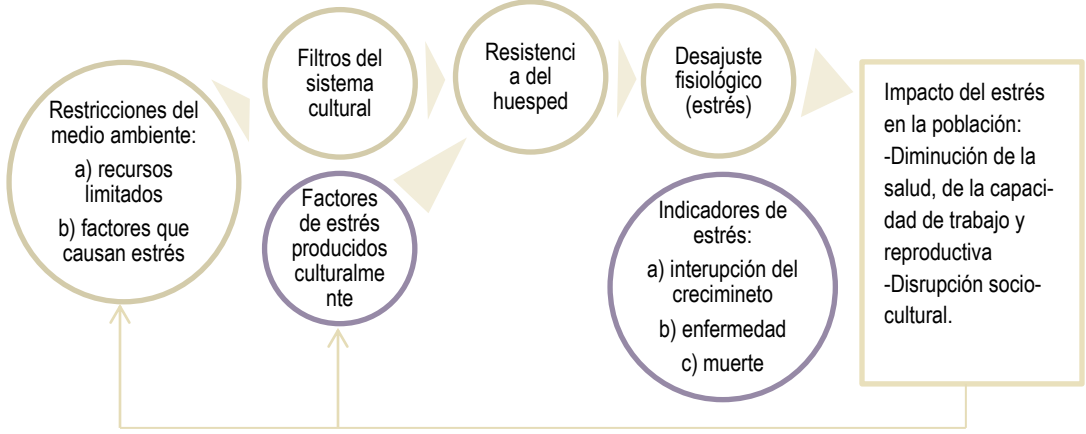 Restricciones del
medio ambiente:
a) recursos
limitados
b) factores que
causan estrés
Filtros del
sistema
cultural
Factores
de estrés
producidos
culturalme
nte
Resistenci
a del
huesped
Desajuste
fisiológico
(estrés)
Indicadores de
estrés:
a) interupción del
crecimineto
b) enfermedad
c) muerte
Impacto del estrés
en la población:
-Diminución de la
salud, de la capaci-
dad de trabajo y
reproductiva
-Disrupción socio-
cultural.